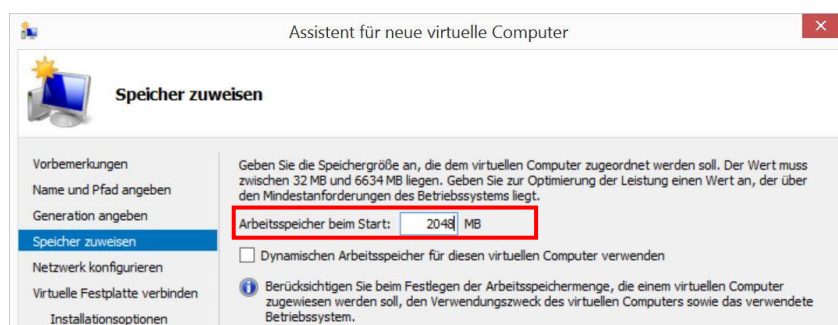 Assistent für neue virtuelle Computer
Speicher zuweisen
Vorbemerkungen
Name und Pfad angeben
Generation angeben
Speicher zuweisen
Netzwerk konfigurieren
Virtuelle Festplatte verbinden
Installationsoptionen
Geben Sie die Speichergröße an, die dem virtuellen Computer zugeordnet werden soll. Der Wert muss
zwischen 32 MB und 6634 MB liegen. Geben Sie zur Optimierung der Leistung einen Wert an, der über
den Mindestanforderungen des Betriebssystems liegt.
Arbeitsspeicher beim Start: 2048 MB
Dynamischen Arbeitsspeicher für diesen virtuellen Computer verwenden
Berücksichtigen Sie beim Festlegen der Arbeitsspeichermenge, die einem virtuellen Computer
zugewiesen werden soll, den Verwendungszweck des virtuellen Computers sowie das verwendete
Betriebssystem.